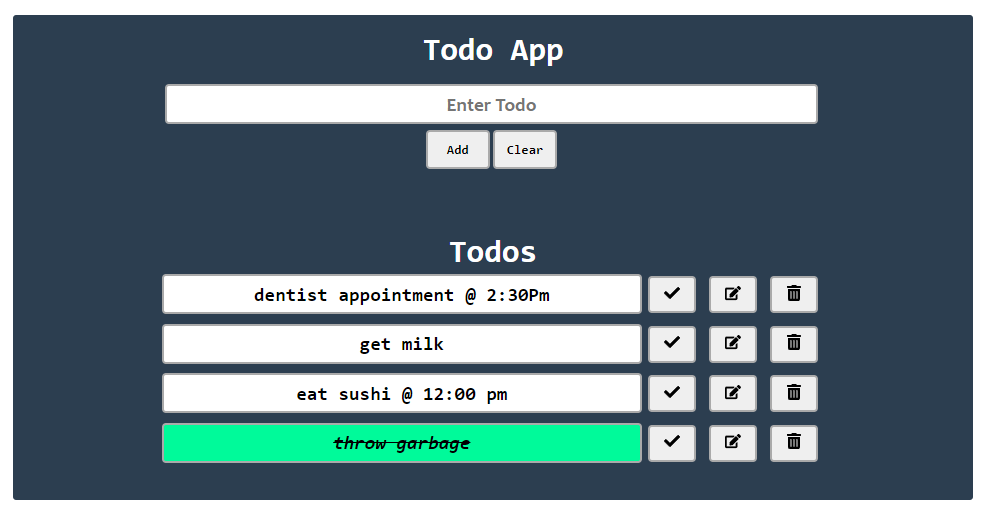 Todo App
Enter Todo
Add Clear
Todos
dentist appointment @ 2:30Pm
get milk
eat sushi @ 12:00 pm
throw garbage